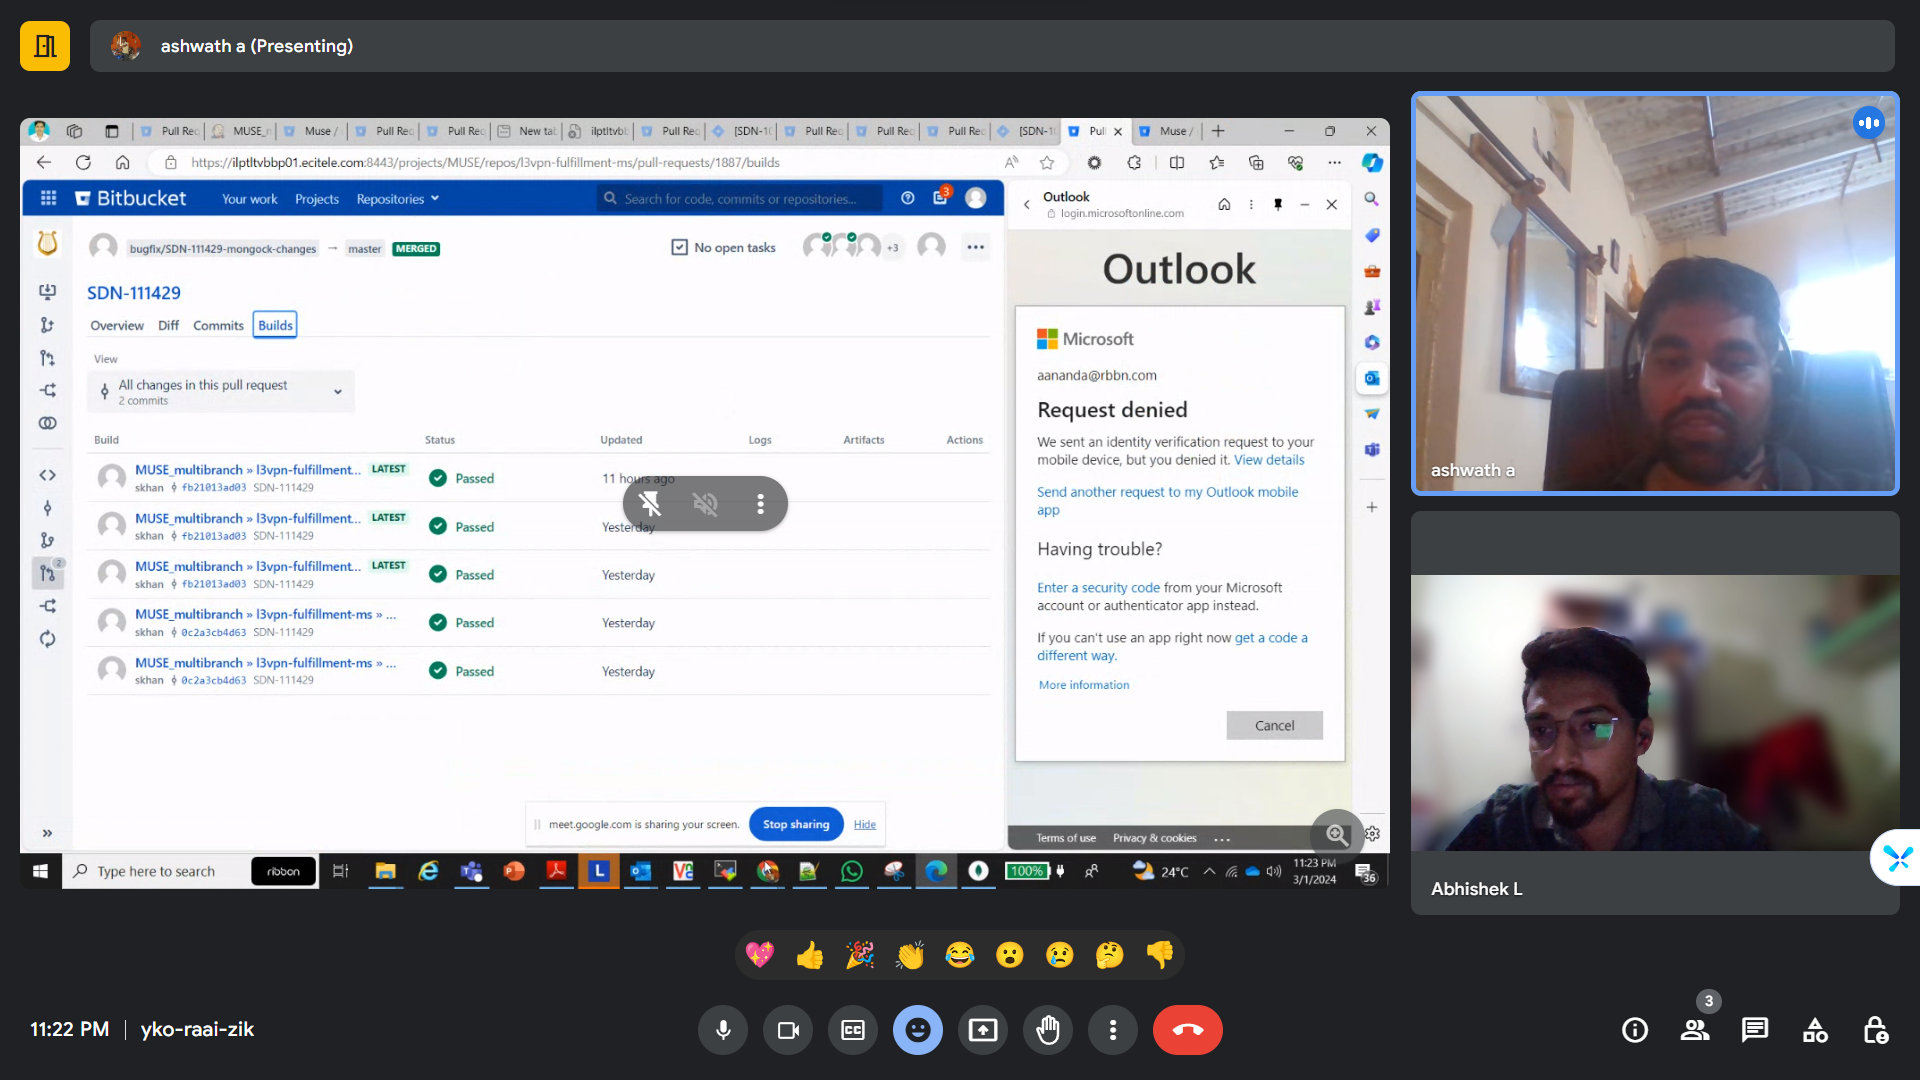 ashwath a (Presenting)
Pull Rec
MUSE_r
Muse /
Pull Rec
Pull Rec
New tab
ilptltvbb
Pull Rec
[SDN-10
Pull Rec
Pull Rec
Pull Rec
[SDN-10
Pull
Muse /
https://ilptltvbbp01.ecitele.com:8443/projects/MUSE/repos/l3vpn-fulfillment-ms/pull-requests/1887/builds
Bitbucket
Your work
Projects
Repositories
Search for code, commits or repositories...
3
bugfix/SDN-111429-mongock-changes → master MERGED
No open tasks
+3
SDN-111429
Overview Diff Commits Builds
View
All changes in this pull request
2 commits
Build Status Updated Logs Artifacts Actions
MUSE_multibranch » l3vpn-fulfillment... LATEST
Passed
11 hours ago
skhan fb21013ad03 SDN-111429
MUSE_multibranch » l3vpn-fulfillment... LATEST
Passed
Yesterday
skhan fb21013ad03 SDN-111429
MUSE_multibranch » l3vpn-fulfillment... LATEST
Passed
Yesterday
skhan fb21013ad03 SDN-111429
MUSE_multibranch » l3vpn-fulfillment-ms » ...
Passed
Yesterday
skhan 0c2a3cb4d63 SDN-111429
MUSE_multibranch » l3vpn-fulfillment-ms » ...
Passed
Yesterday
skhan 0c2a3cb4d63 SDN-111429
2
meet.google.com is sharing your screen.
Stop sharing
Hide
Outlook
login.microsoftonline.com
Outlook
Microsoft
aananda@rbbn.com
Request denied
We sent an identity verification request to your
mobile device, but you denied it. View details
Send another request to my Outlook mobile
app
Having trouble?
Enter a security code from your Microsoft
account or authenticator app instead.
If you can't use an app right now get a code a
different way.
More information
Cancel
Terms of use Privacy & cookies ...
Type here to search
ribbon
L
100%
24°C
11:23 PM
3/1/2024
36
ashwath a
Abhishek L
11:22 PM | yko-raai-zik
CC
3